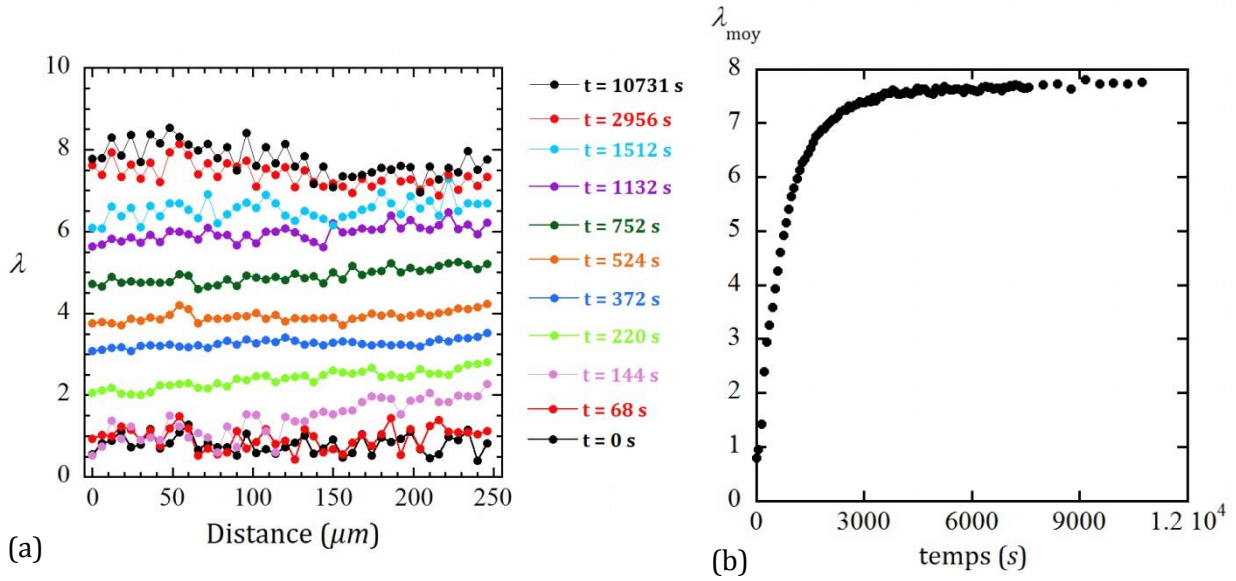 10
8
6
4
2
0
λ
0
50
100
150
200
250
Distance (μm)
(a)
t = 10731 s
t = 2956 s
t = 1512 s
t = 1132 s
t = 752 s
t = 524 s
t = 372 s
t = 220 s
t = 144 s
t = 68 s
t = 0 s
λmoy
8
7
6
5
4
3
2
1
0
0
3000
6000
9000
1.2 10⁴
temps (s)
(b)